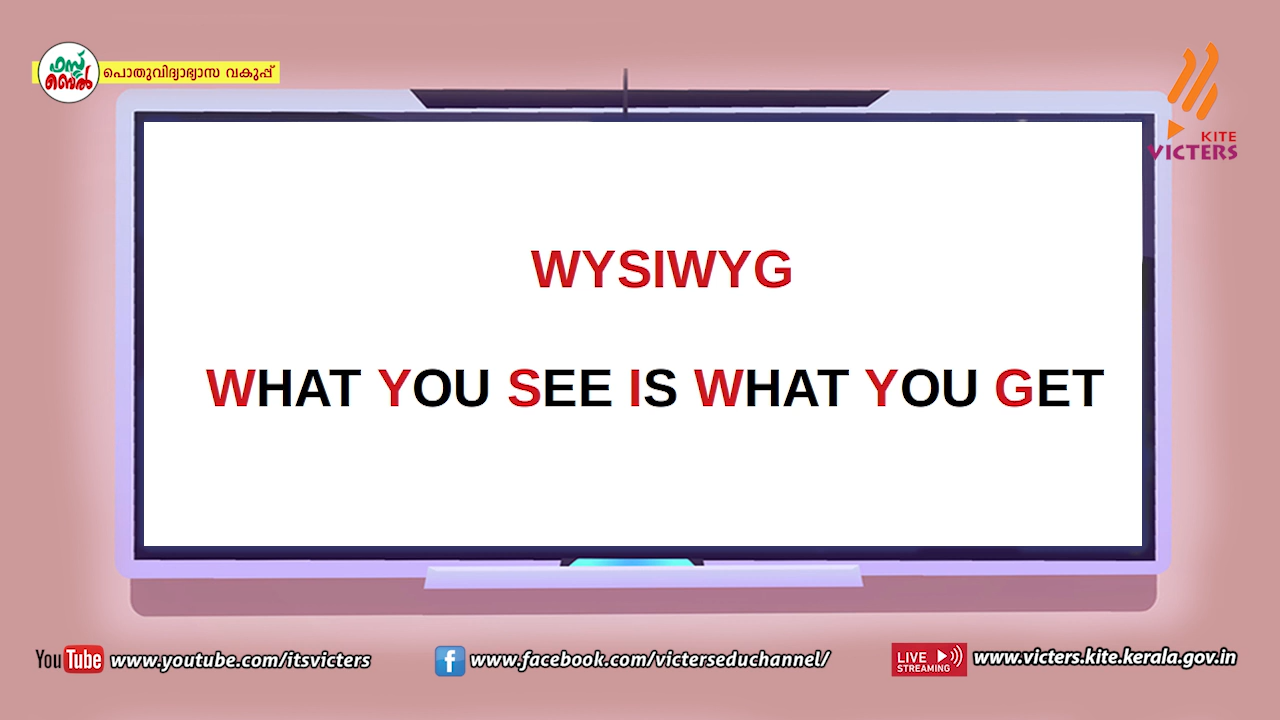 ഫസ്റ്റ്
ബെൽ
പൊതുവിദ്യാഭ്യാസ വകുപ്പ്
KITE
VICTERS
WYSIWYG
WHAT YOU SEE IS WHAT YOU GET
YouTube www.youtube.com/itsvicters
f www.facebook.com/victerseduchannel/
LIVE STREAMING www.victers.kite.kerala.gov.in